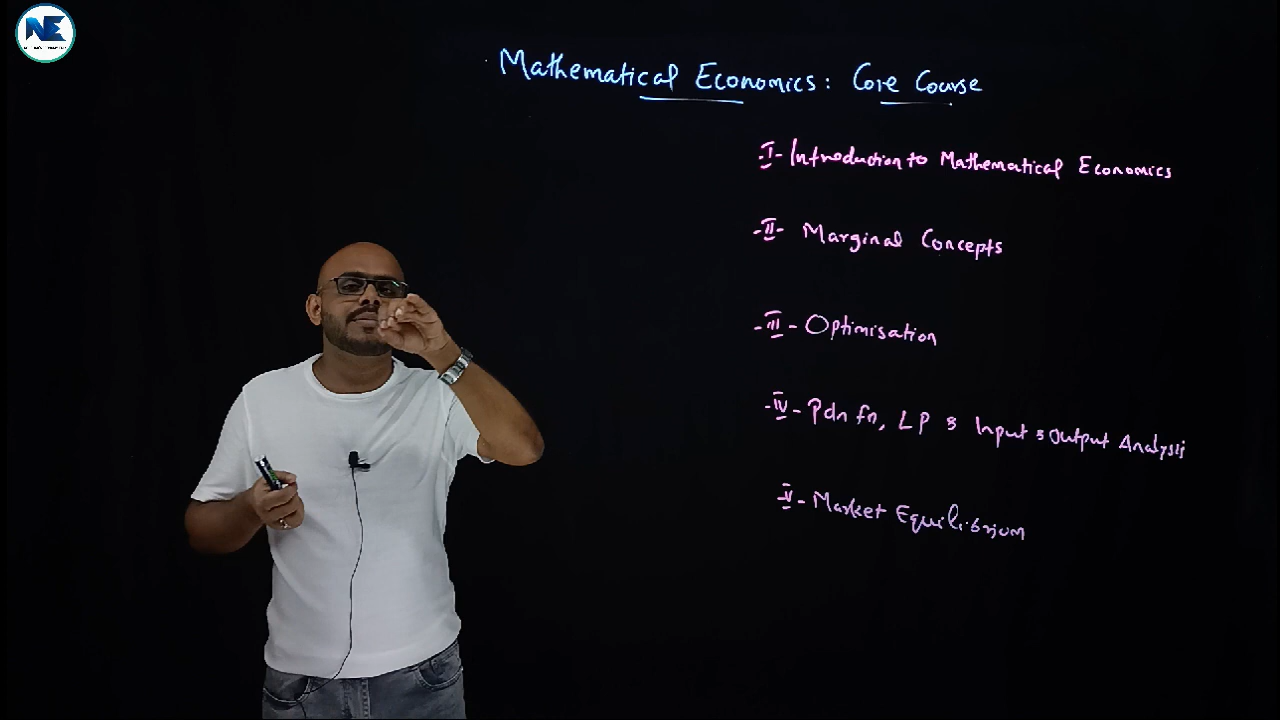 NE
Mathematical Economics: Core Course
-I- Introduction to Mathematical Economics
-II- Marginal Concepts
-III- Optimisation
-IV- Pdn fn, LP & Input & Output Analysis
-V- Market Equilibrium